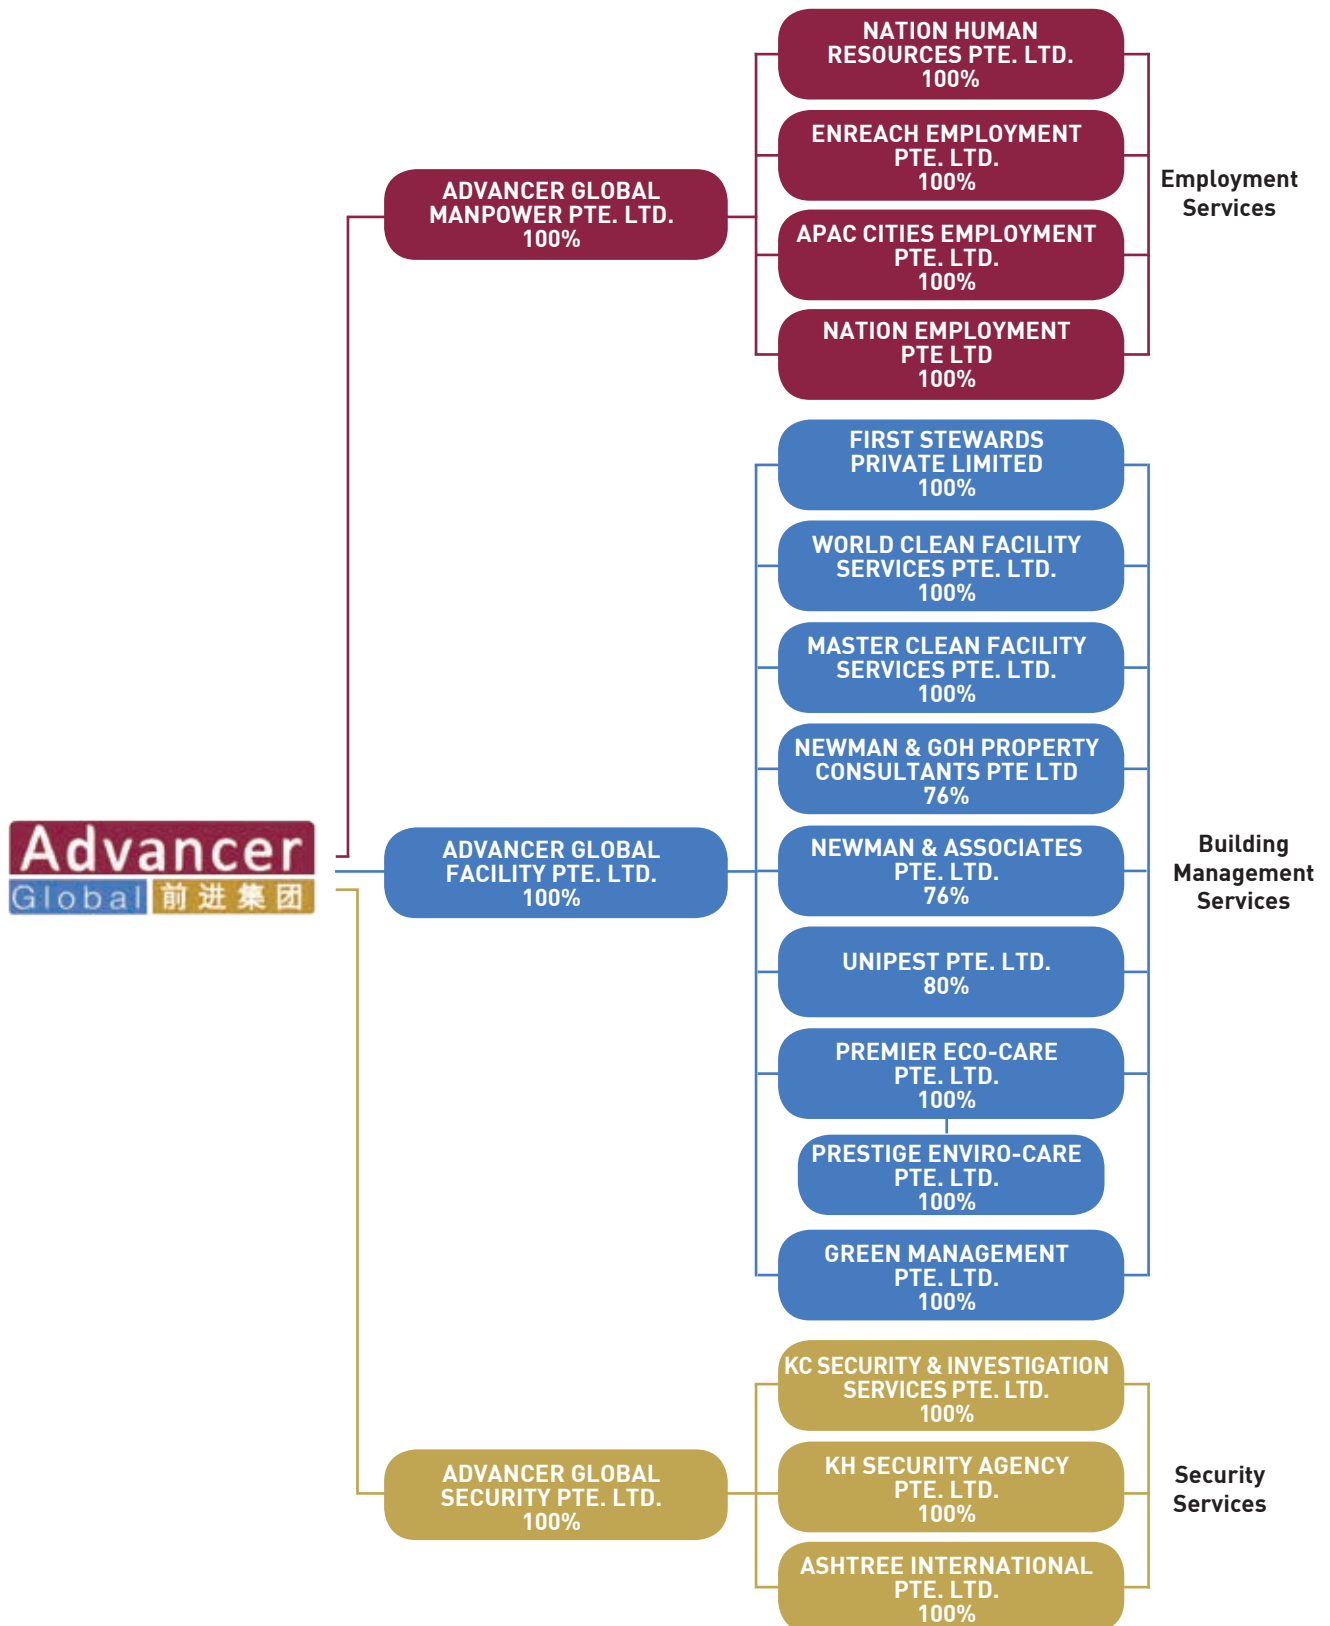 NATION HUMAN
RESOURCES PTE. LTD.
100%
ENREACH EMPLOYMENT
PTE. LTD.
100%
ADVANCER GLOBAL
MANPOWER PTE. LTD.
100%
APAC CITIES EMPLOYMENT
PTE. LTD.
100%
NATION EMPLOYMENT
PTE LTD
100%
Employment
Services
FIRST STEWARDS
PRIVATE LIMITED
100%
WORLD CLEAN FACILITY
SERVICES PTE. LTD.
100%
MASTER CLEAN FACILITY
SERVICES PTE. LTD.
100%
NEWMAN & GOH PROPERTY
CONSULTANTS PTE LTD
76%
Advancer
Global 前进集团
ADVANCER GLOBAL
FACILITY PTE. LTD.
100%
NEWMAN & ASSOCIATES
PTE. LTD.
76%
UNIPEST PTE. LTD.
80%
PREMIER ECO-CARE
PTE. LTD.
100%
PRESTIGE ENVIRO-CARE
PTE. LTD.
100%
GREEN MANAGEMENT
PTE. LTD.
100%
Building
Management
Services
KC SECURITY & INVESTIGATION
SERVICES PTE. LTD.
100%
ADVANCER GLOBAL
SECURITY PTE. LTD.
100%
KH SECURITY AGENCY
PTE. LTD.
100%
ASHTREE INTERNATIONAL
PTE. LTD.
100%
Security
Services